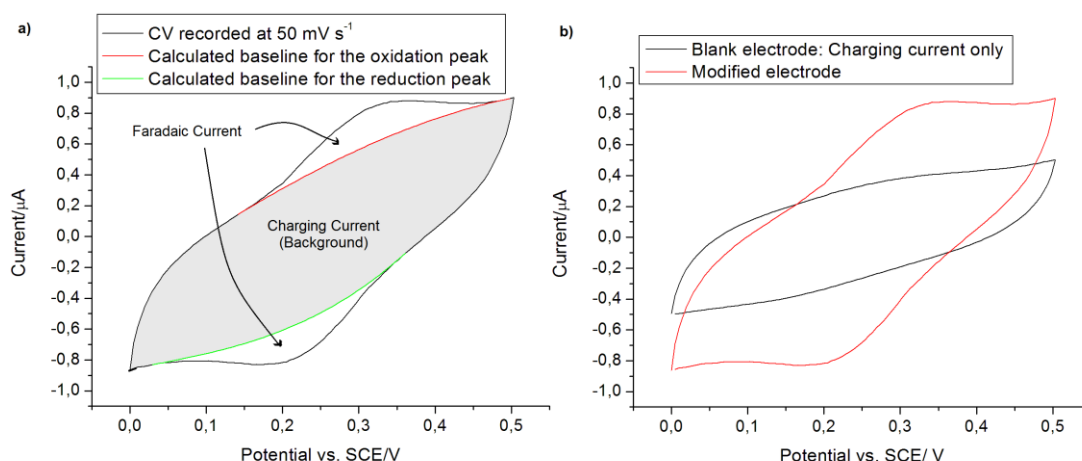 a)
CV recorded at 50 mV s⁻¹
Calculated baseline for the oxidation peak
Calculated baseline for the reduction peak
1,0
0,8
0,6
0,4
0,2
0,0
-0,2
-0,4
-0,6
-0,8
-1,0
Current/μA
Faradaic Current
Charging Current
(Background)
0,0 0,1 0,2 0,3 0,4 0,5
Potential vs. SCE/V
b)
Blank electrode: Charging current only
Modified electrode
1,0
0,8
0,6
0,4
0,2
0,0
-0,2
-0,4
-0,6
-0,8
-1,0
Current/μA
0,0 0,1 0,2 0,3 0,4 0,5
Potential vs. SCE/ V